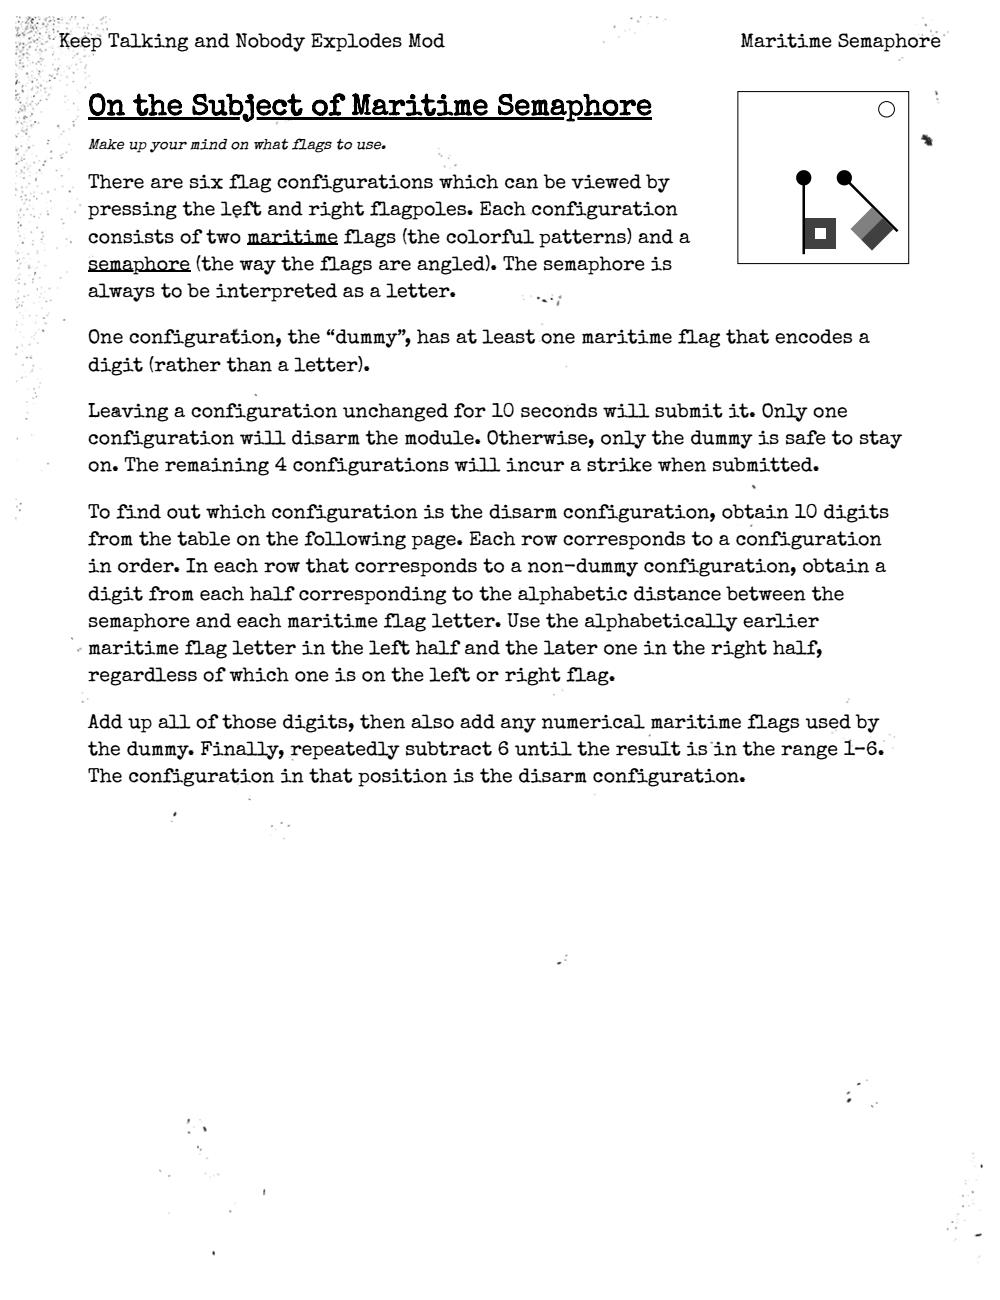 Keep Talking and Nobody Explodes Mod
Maritime Semaphore
On the Subject of Maritime Semaphore
Make up your mind on what flags to use.
There are six flag configurations which can be viewed by
pressing the left and right flagpoles. Each configuration
consists of two maritime flags (the colorful patterns) and a
semaphore (the way the flags are angled). The semaphore is
always to be interpreted as a letter.
One configuration, the “dummy”, has at least one maritime flag that encodes a
digit (rather than a letter).
Leaving a configuration unchanged for 10 seconds will submit it. Only one
configuration will disarm the module. Otherwise, only the dummy is safe to stay
on. The remaining 4 configurations will incur a strike when submitted.
To find out which configuration is the disarm configuration, obtain 10 digits
from the table on the following page. Each row corresponds to a configuration
in order. In each row that corresponds to a non-dummy configuration, obtain a
digit from each half corresponding to the alphabetic distance between the
semaphore and each maritime flag letter. Use the alphabetically earlier
maritime flag letter in the left half and the later one in the right half,
regardless of which one is on the left or right flag.
Add up all of those digits, then also add any numerical maritime flags used by
the dummy. Finally, repeatedly subtract 6 until the result is in the range 1–6.
The configuration in that position is the disarm configuration.